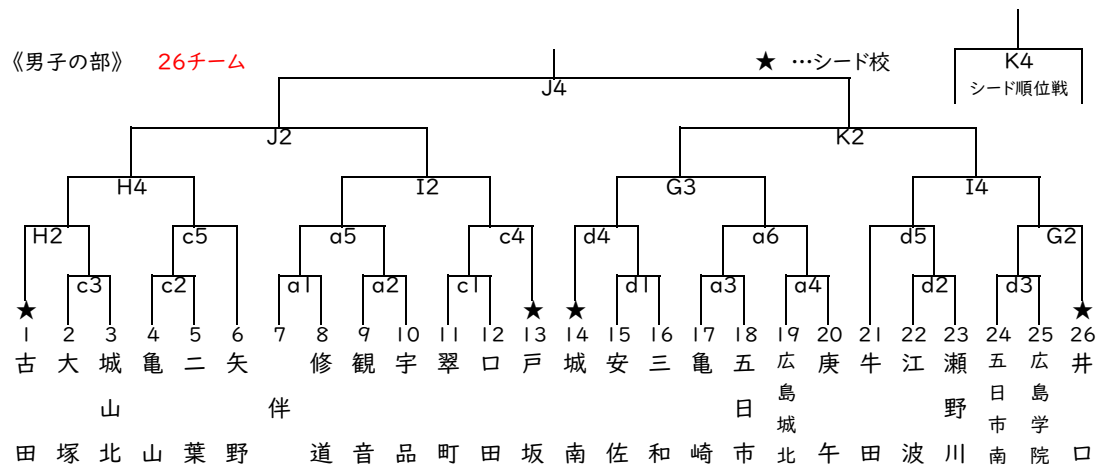 《男子の部》 26チーム
★ …シード校
K4
シード順位戦
J4
J2 K2
H4 I2 G3 I4
H2 c5 a5 c4 d4 a6 d5 G2
c3 c2 a1 a2 c1 d1 a3 a4 d2 d3
★ ★ ★ ★
1 2 3 4 5 6 7 8 9 10 11 12 13 14 15 16 17 18 19 20 21 22 23 24 25 26
古田
大塚
城山北
亀山
二葉
矢野
伴
修道
観音
宇品
翠町
口田
戸坂
城南
安佐
三和
亀崎
五日市
広島城北
庚午
牛田
江波
瀬野川
五日市南
広島学院
井口